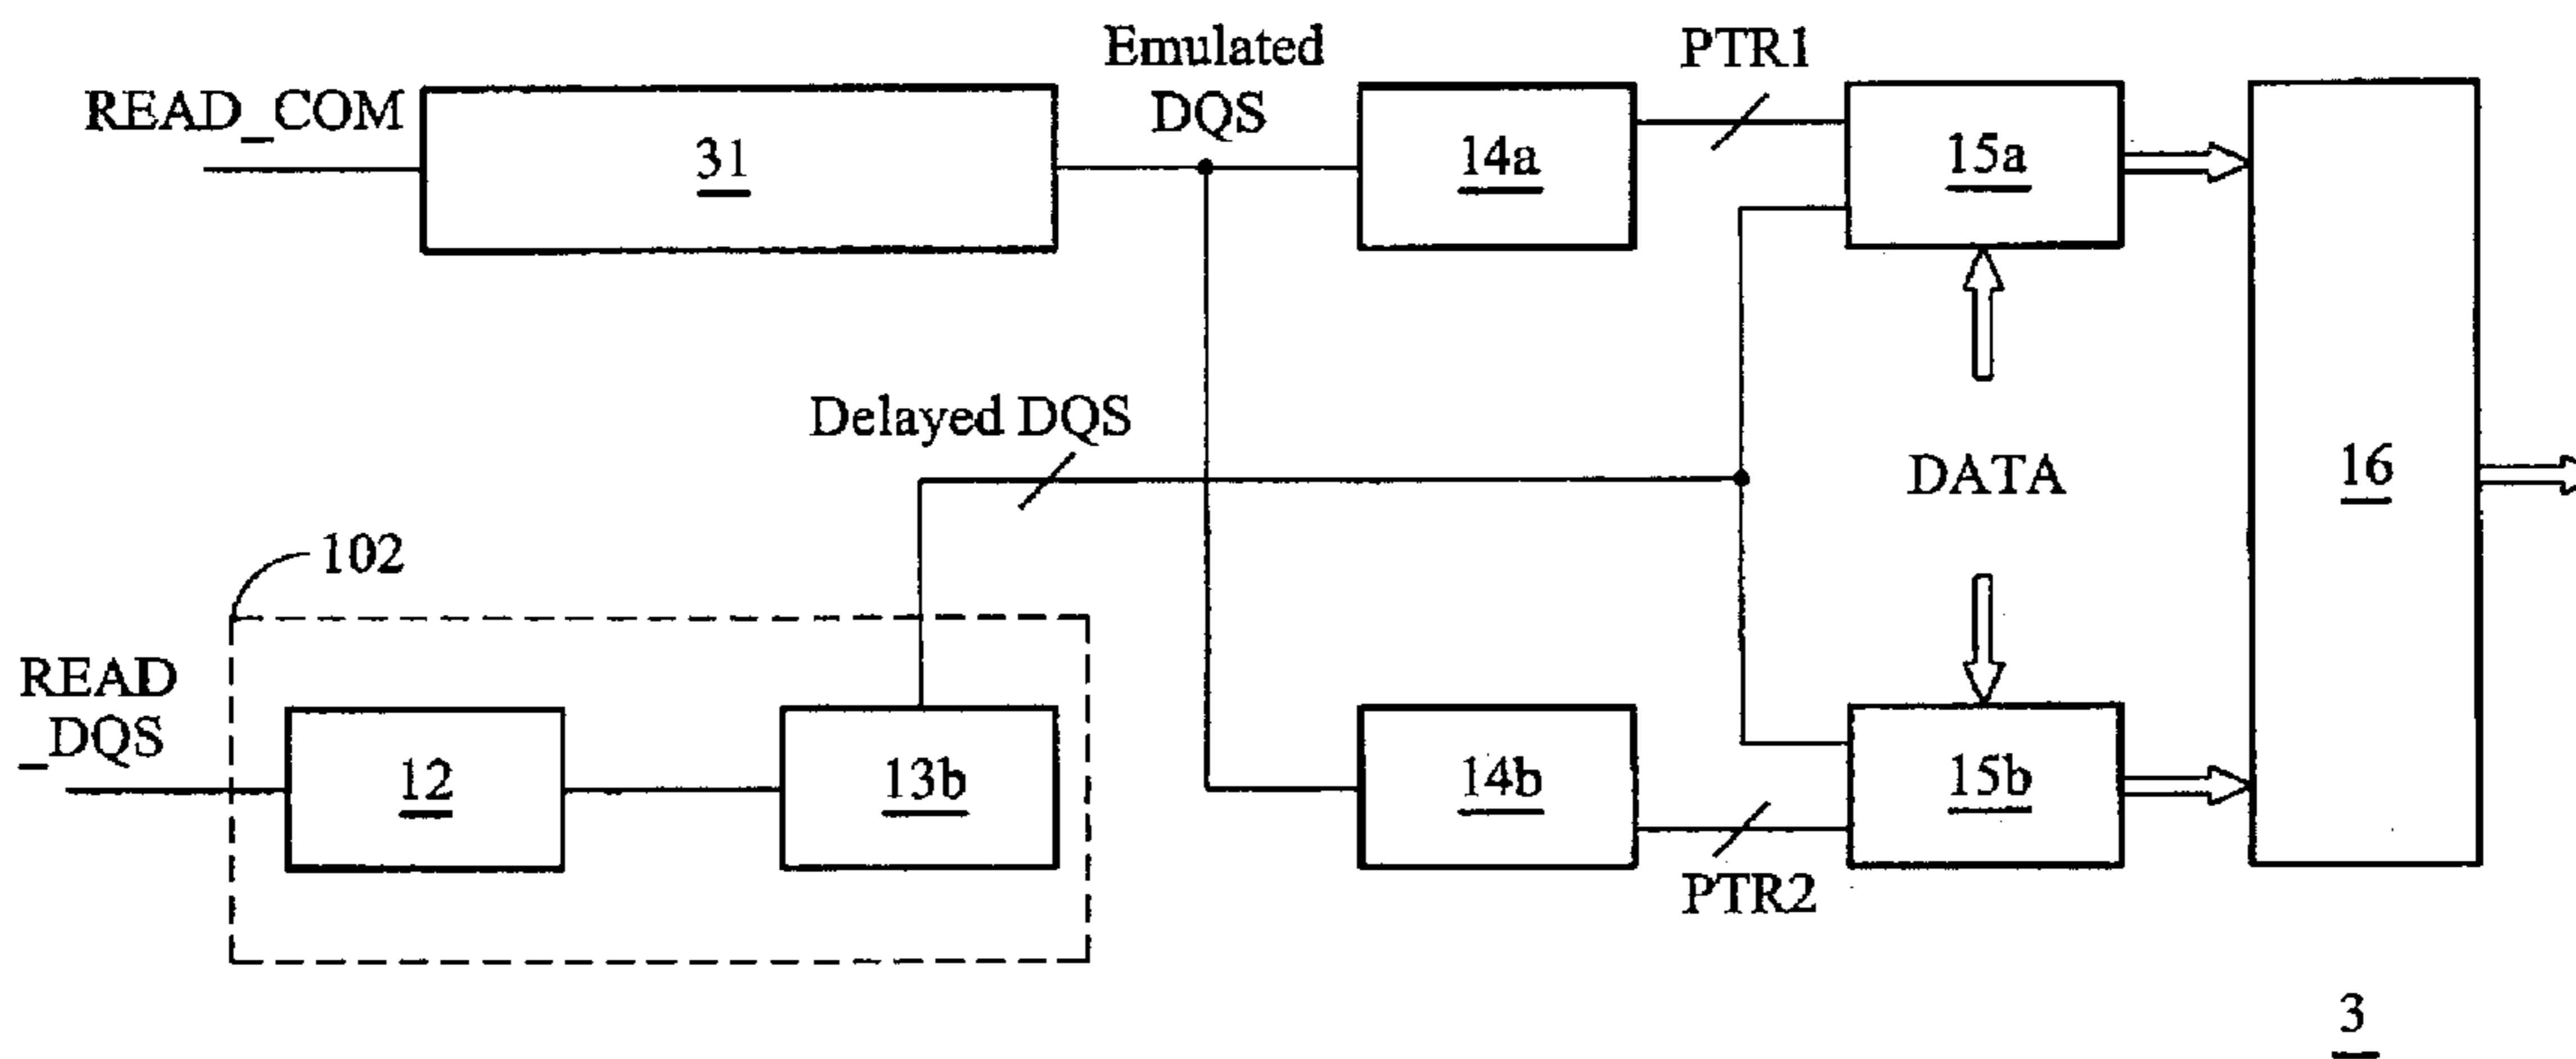 Emulated
DQS
PTR1
READ_COM
31
14a
15a
Delayed DQS
DATA
16
102
READ
_DQS
12
13b
14b
15b
PTR2
3